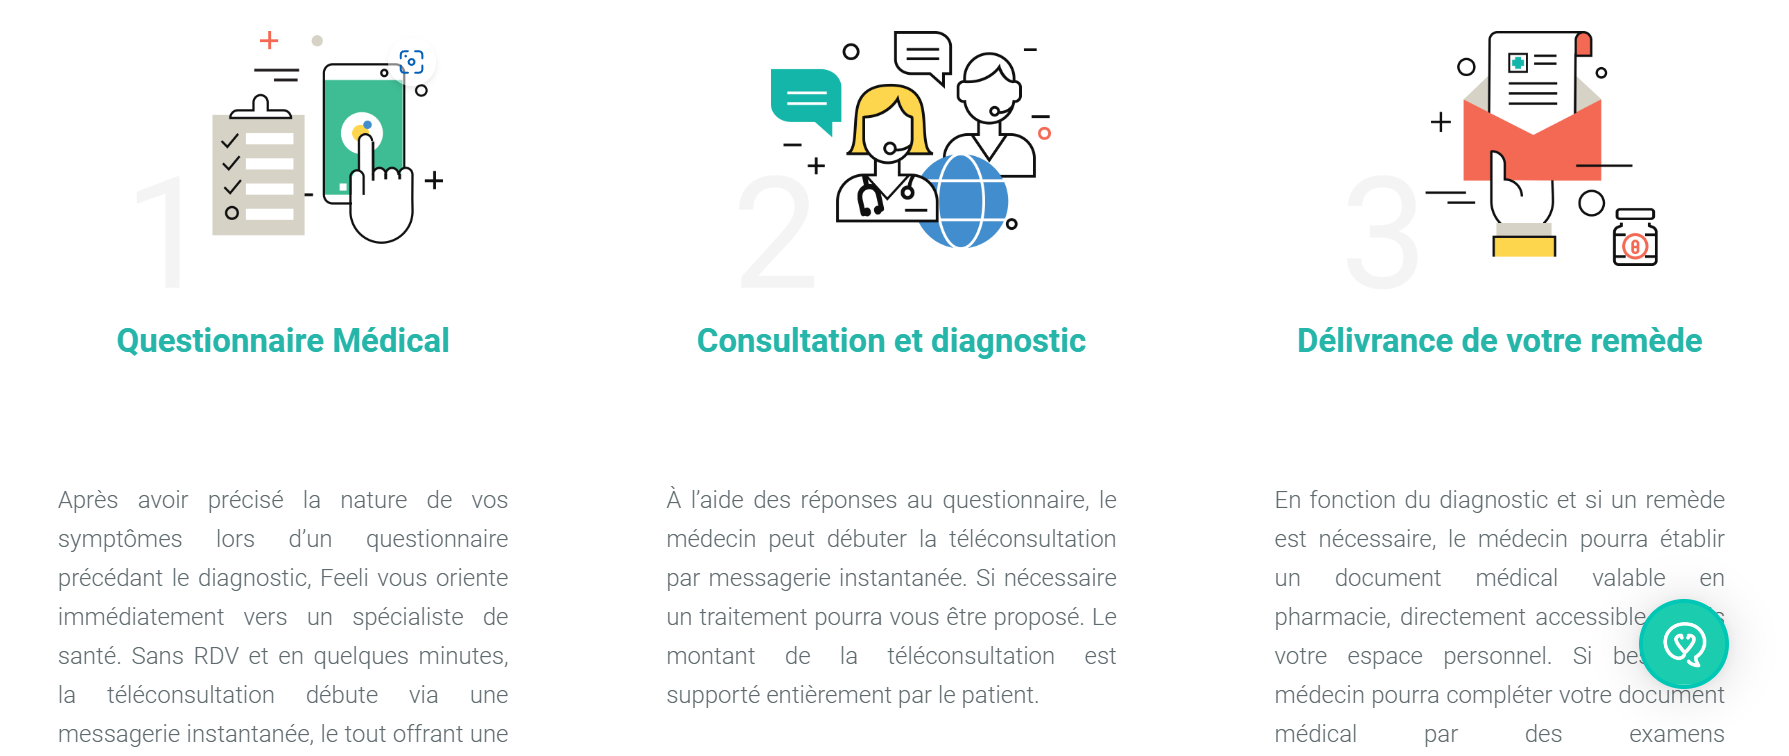 1
2
3
Questionnaire Médical
Après avoir précisé la nature de vos
symptômes lors d’un questionnaire
précédant le diagnostic, Feeli vous oriente
immédiatement vers un spécialiste de
santé. Sans RDV et en quelques minutes,
la téléconsultation débute via une
messagerie instantanée, le tout offrant une
Consultation et diagnostic
À l’aide des réponses au questionnaire, le
médecin peut débuter la téléconsultation
par messagerie instantanée. Si nécessaire
un traitement pourra vous être proposé. Le
montant de la téléconsultation est
supporté entièrement par le patient.
Délivrance de votre remède
En fonction du diagnostic et si un remède
est nécessaire, le médecin pourra établir
un document médical valable en
pharmacie, directement accessible
votre espace personnel. Si
médecin pourra compléter votre document
médical par des examens